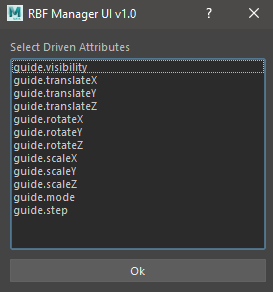 RBF Manager UI v1.0
Select Driven Attributes
guide.visibility
guide.translateX
guide.translateY
guide.translateZ
guide.rotateX
guide.rotateY
guide.rotateZ
guide.scaleX
guide.scaleY
guide.scaleZ
guide.mode
guide.step
Ok